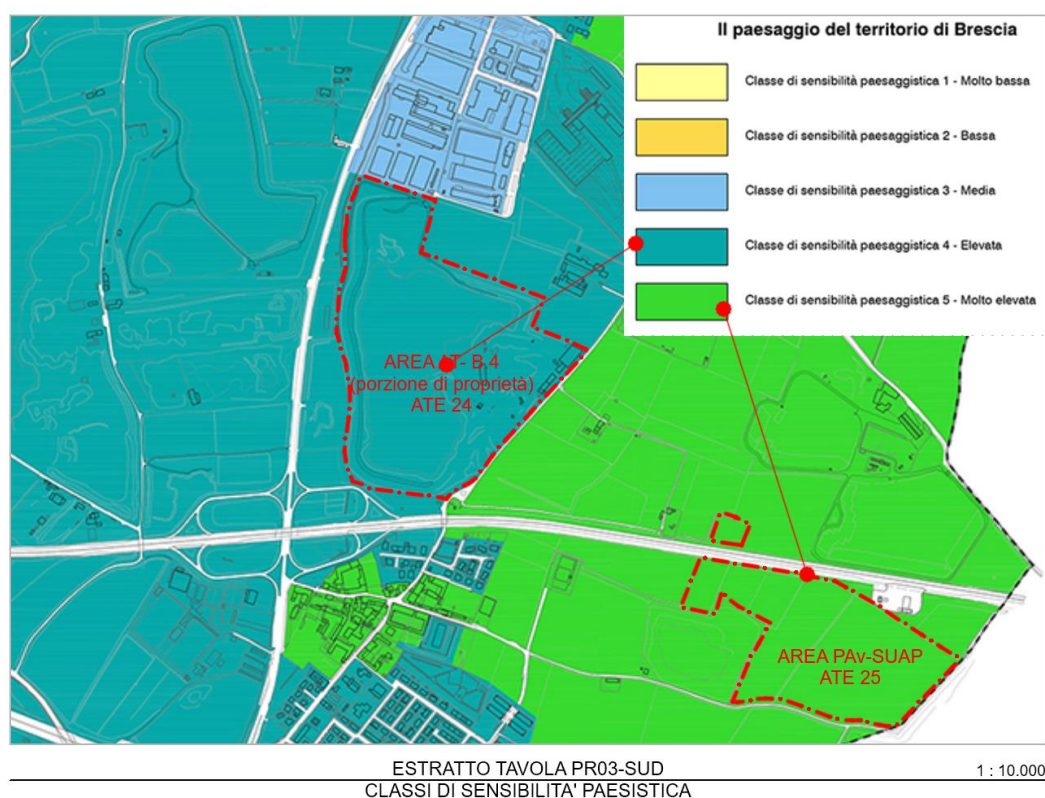 Il paesaggio del territorio di Brescia
Classe di sensibilità paesaggistica 1 - Molto bassa
Classe di sensibilità paesaggistica 2 - Bassa
Classe di sensibilità paesaggistica 3 - Media
Classe di sensibilità paesaggistica 4 - Elevata
Classe di sensibilità paesaggistica 5 - Molto elevata
AREA AT- B.4
(porzione di proprietà)
ATE 24
AREA PAv-SUAP
ATE 25
ESTRATTO TAVOLA PR03-SUD
1 : 10.000
CLASSI DI SENSIBILITA' PAESISTICA